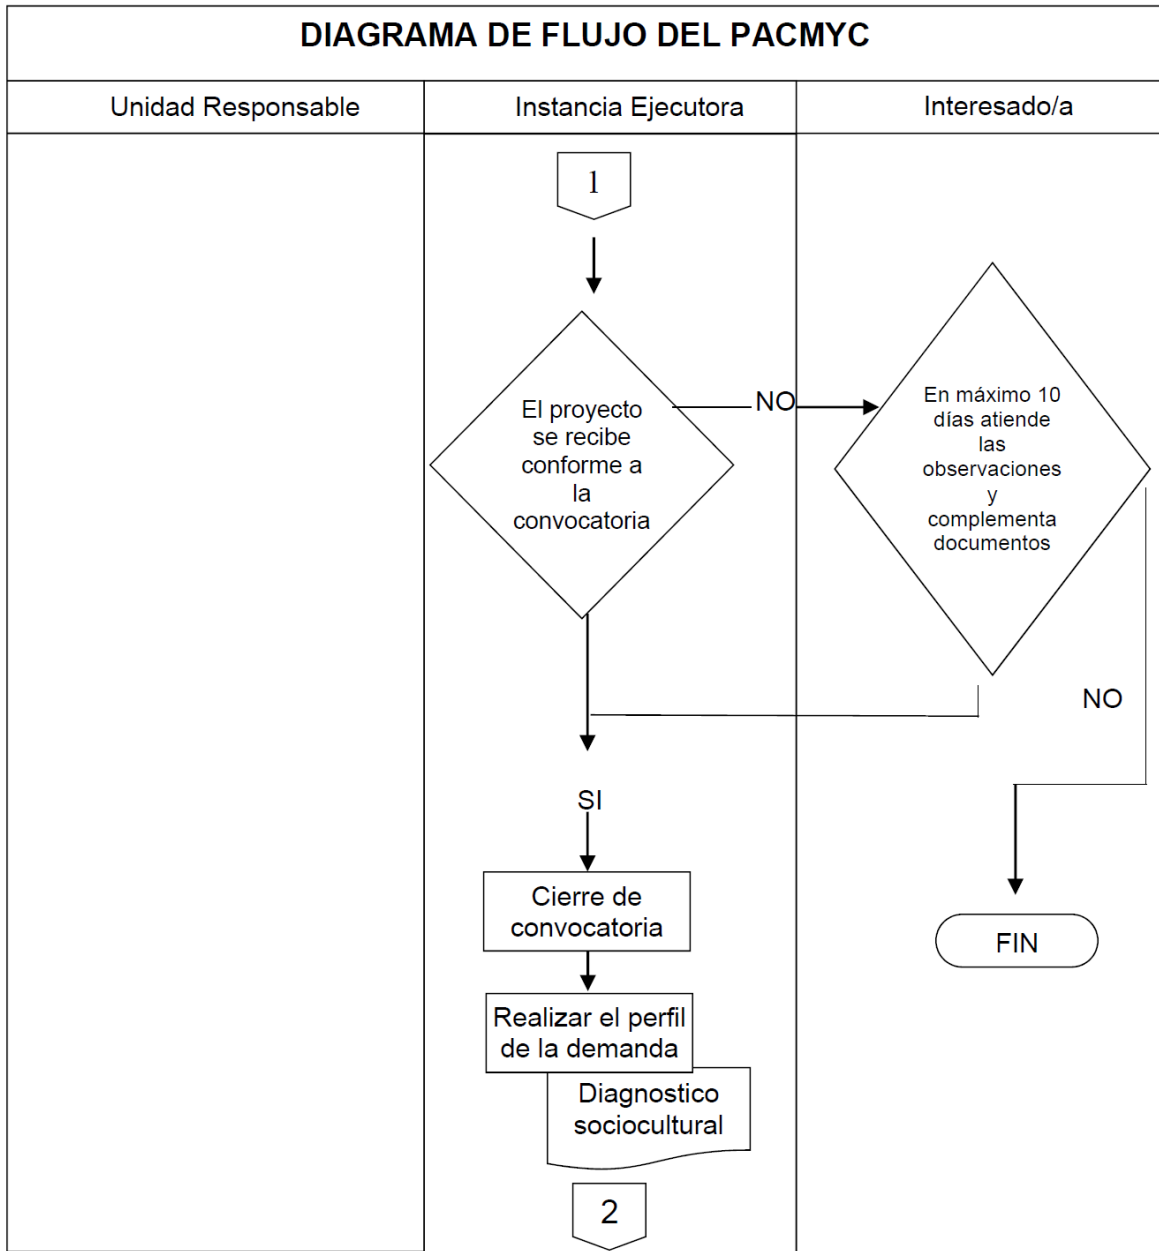 DIAGRAMA DE FLUJO DEL PACMYC
Unidad Responsable
Instancia Ejecutora
Interesado/a
1
El proyecto
se recibe
conforme a
la
convocatoria
NO
En máximo 10
días atiende
las
observaciones
y
complementa
documentos
NO
SI
Cierre de
convocatoria
FIN
Realizar el perfil
de la demanda
Diagnostico
sociocultural
2